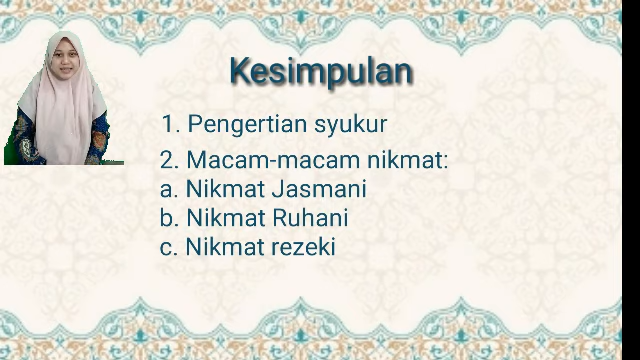 Kesimpulan
1. Pengertian syukur
2. Macam-macam nikmat:
a. Nikmat Jasmani
b. Nikmat Ruhani
c. Nikmat rezeki